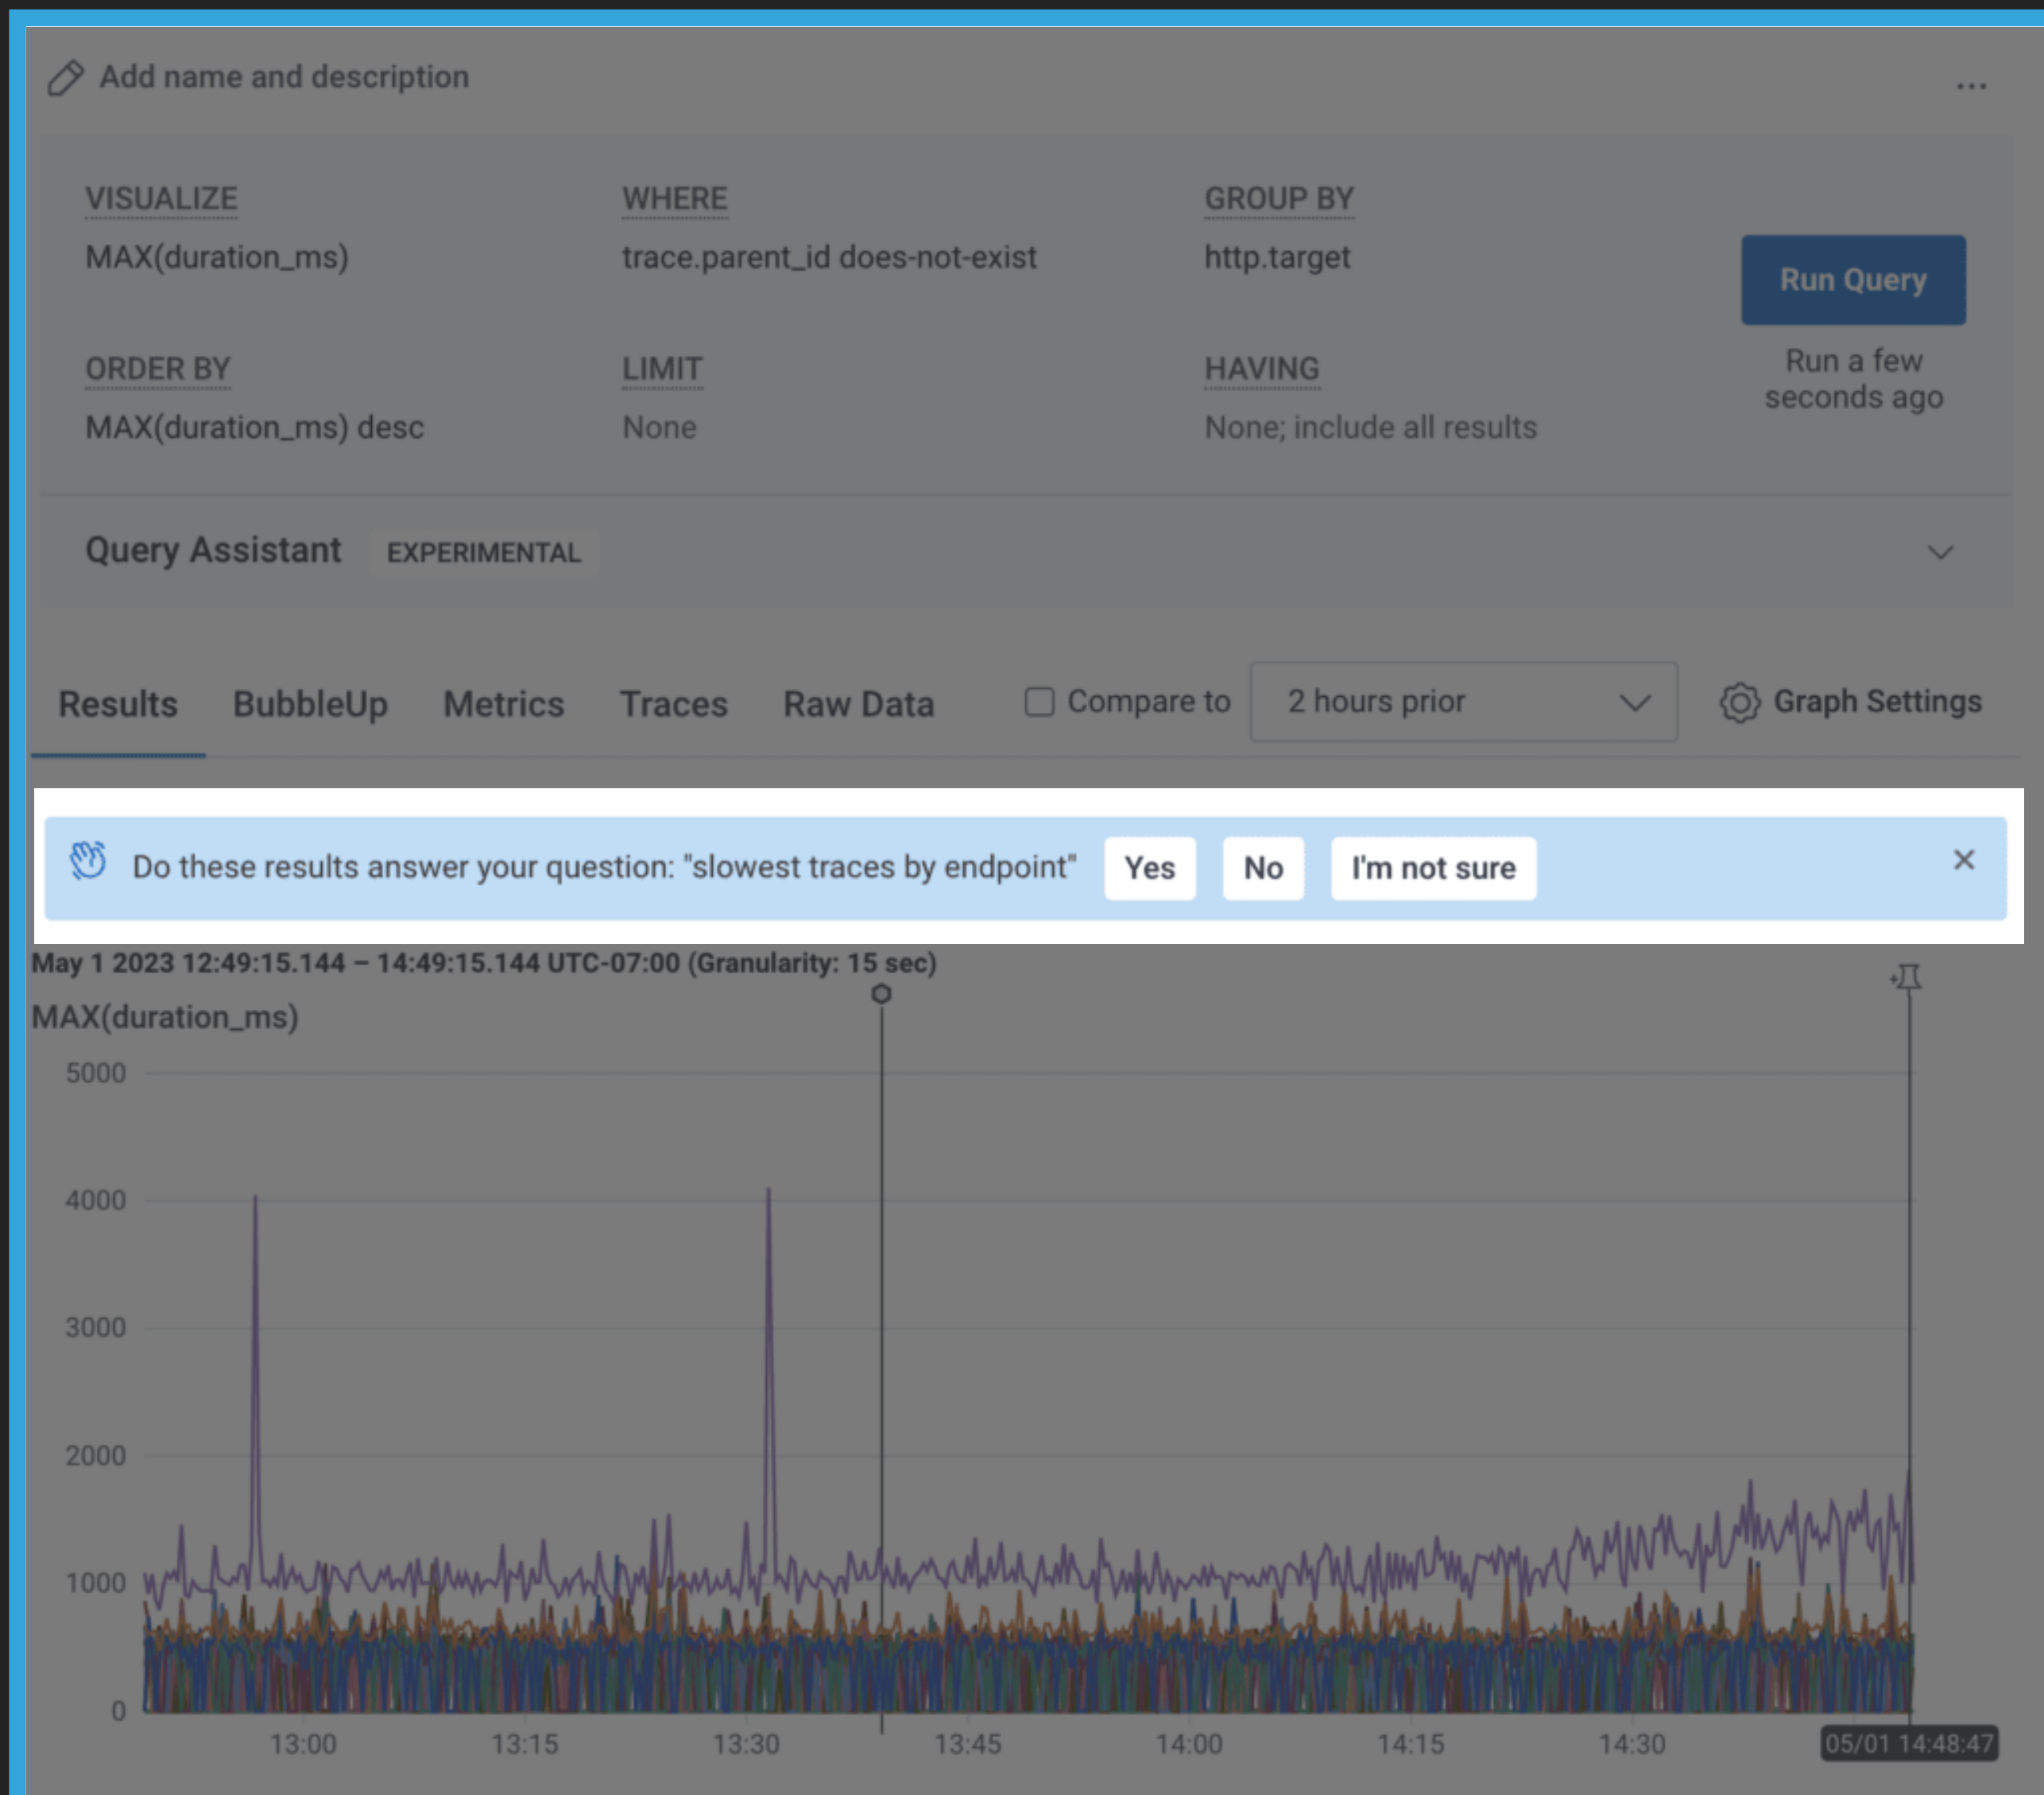 Add name and description
...
VISUALIZE WHERE GROUP BY
MAX(duration_ms) trace.parent_id does-not-exist http.target
Run Query
ORDER BY LIMIT HAVING
Run a few
seconds ago
MAX(duration_ms) desc None None; include all results
Query Assistant EXPERIMENTAL
Results BubbleUp Metrics Traces Raw Data Compare to 2 hours prior Graph Settings
Do these results answer your question: "slowest traces by endpoint" Yes No I'm not sure
May 1 2023 12:49:15.144 – 14:49:15.144 UTC-07:00 (Granularity: 15 sec)
MAX(duration_ms)
5000
4000
3000
2000
1000
0
13:00 13:15 13:30 13:45 14:00 14:15 14:30 05/01 14:48:47